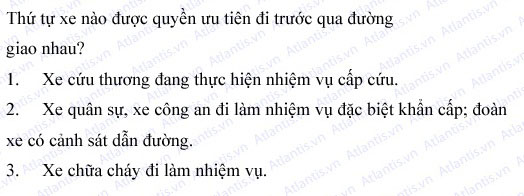 Thứ tự xe nào được quyền ưu tiên đi trước qua đường
giao nhau?
1. Xe cứu thương đang thực hiện nhiệm vụ cấp cứu.
2. Xe quân sự, xe công an đi làm nhiệm vụ đặc biệt khẩn cấp; đoàn
xe có cảnh sát dẫn đường.
3. Xe chữa cháy đi làm nhiệm vụ.
Atlantis.vn